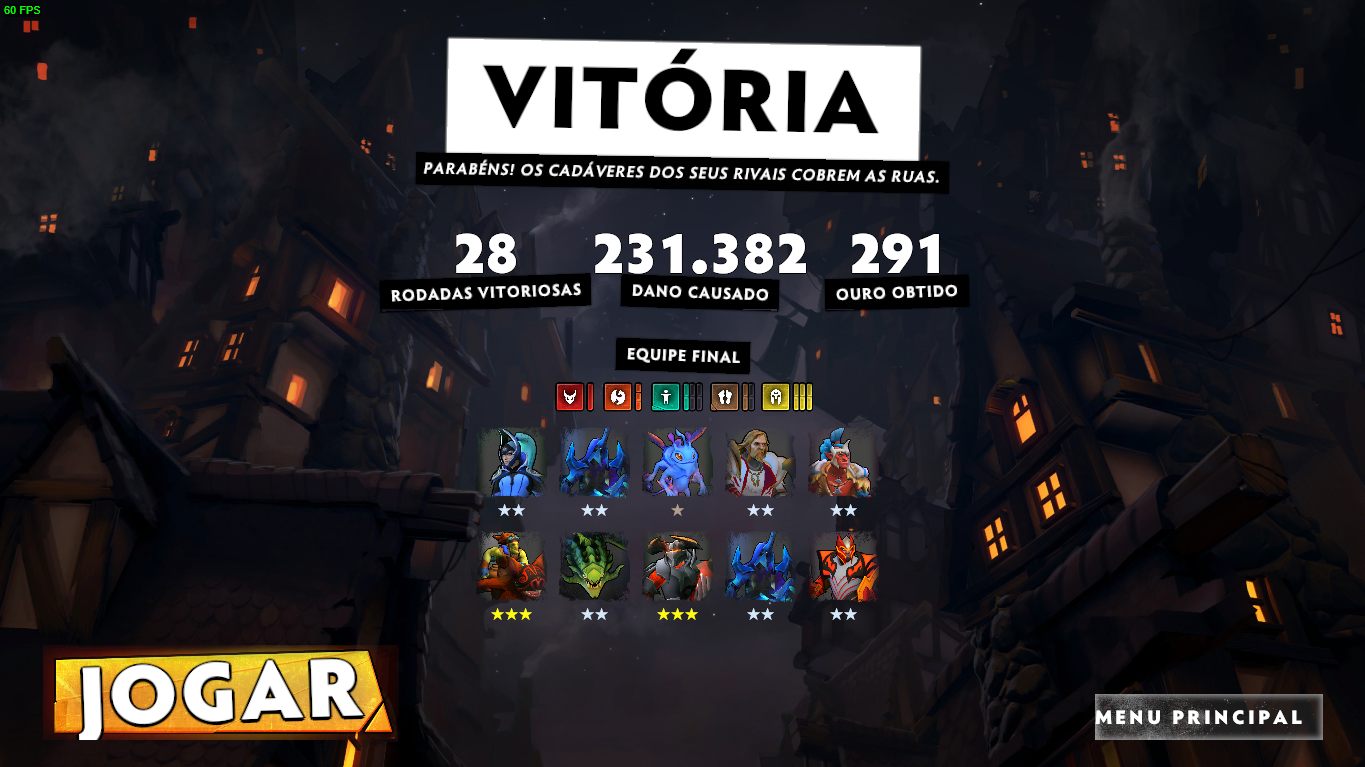 60 FPS
VITÓRIA
PARABÉNS! OS CADÁVERES DOS SEUS RIVAIS COBREM AS RUAS.
28 231.382 291
RODADAS VITORIOSAS DANO CAUSADO OURO OBTIDO
EQUIPE FINAL
JOGAR
MENU PRINCIPAL